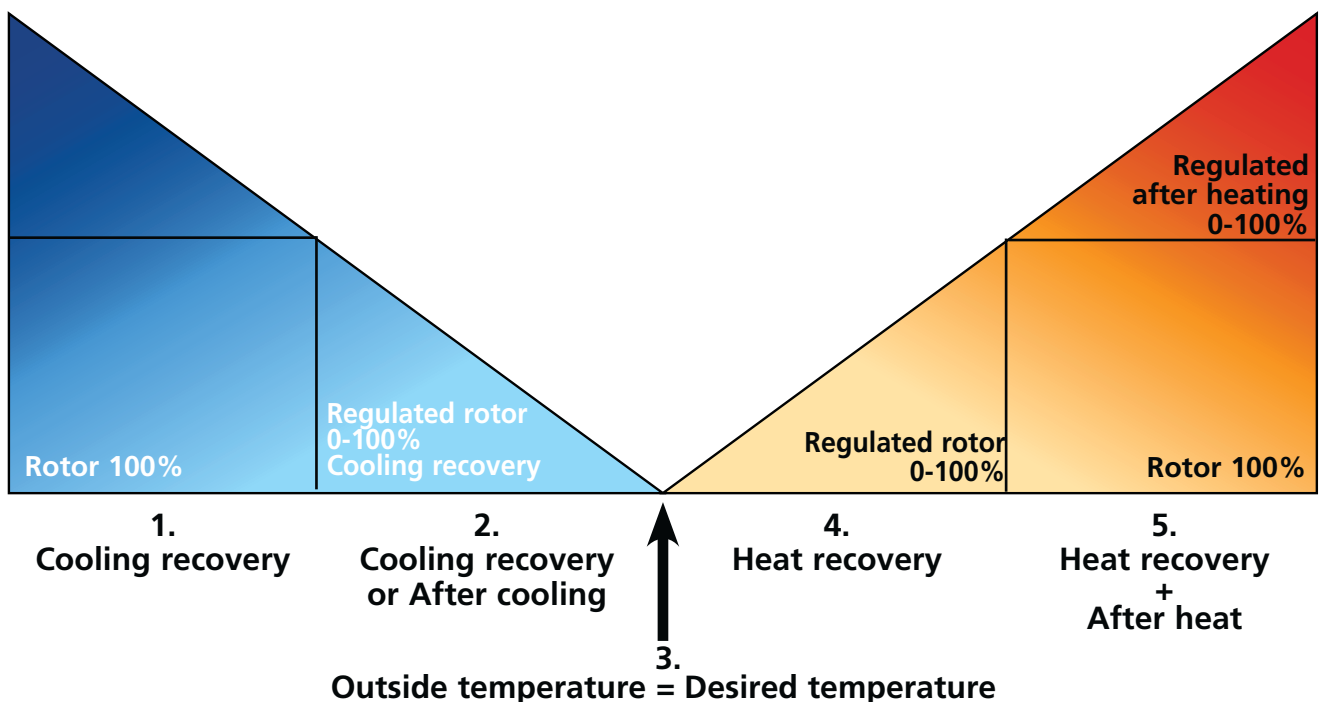 Regulated
after heating
0-100%
Regulated rotor
0-100%
Cooling recovery
Rotor 100%
Regulated rotor
0-100%
Rotor 100%
1.
Cooling recovery
2.
Cooling recovery
or After cooling
4.
Heat recovery
5.
Heat recovery
+
After heat
3.
Outside temperature = Desired temperature